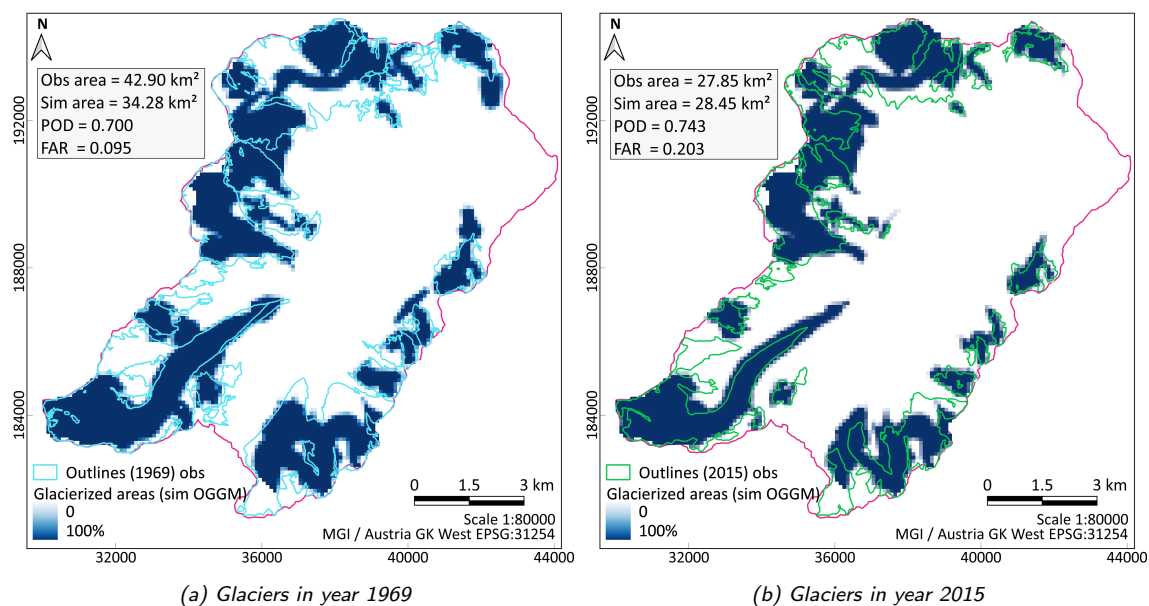 N
Obs area = 42.90 km²
Sim area = 34.28 km²
POD = 0.700
FAR = 0.095
192000
188000
184000
Outlines (1969) obs
Glacierized areas (sim OGGM)
0
100%
0 1.5 3 km
Scale 1:80000
MGI / Austria GK West EPSG:31254
32000 36000 40000 44000
(a) Glaciers in year 1969
N
Obs area = 27.85 km²
Sim area = 28.45 km²
POD = 0.743
FAR = 0.203
192000
188000
184000
Outlines (2015) obs
Glacierized areas (sim OGGM)
0
100%
0 1.5 3 km
Scale 1:80000
MGI / Austria GK West EPSG:31254
32000 36000 40000 44000
(b) Glaciers in year 2015